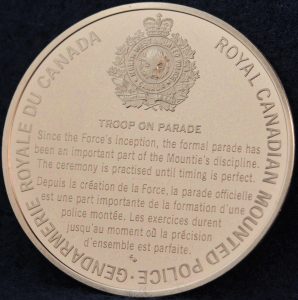 GENDARMERIE ROYALE DU CANADA
ROYAL CANADIAN MOUNTED POLICE
TROOP ON PARADE
Since the Force's inception, the formal parade has
been an important part of the Mountie's discipline.
The ceremony is practised until timing is perfect.
Depuis la création de la Force, la parade officielle
est une part importante de la formation d'une
police montée. Les exercices durent
jusqu'au moment où la précision
d'ensemble est parfaite.